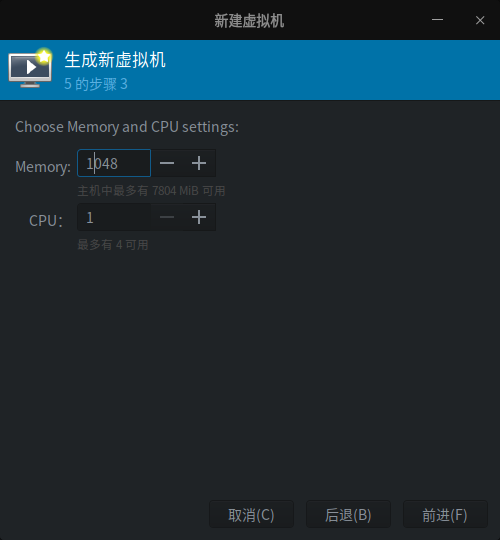 新建虚拟机
生成新虚拟机
5 的步骤 3
Choose Memory and CPU settings:
Memory: 1048
主机中最多有 7804 MiB 可用
CPU： 1
最多有 4 可用
取消(C) 后退(B) 前进(F)